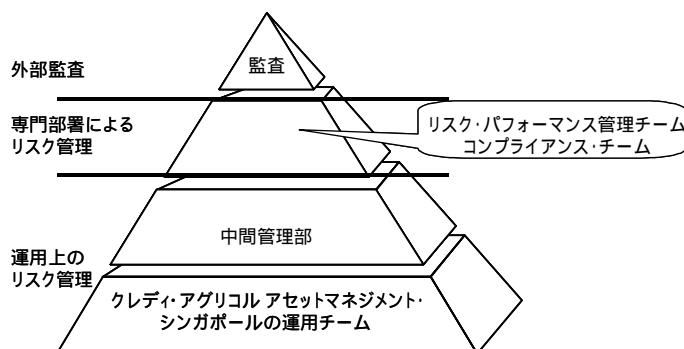 監査
外部監査
専門部署による
リスク管理
リスク・パフォーマンス管理チーム
コンプライアンス・チーム
中間管理部
運用上の
リスク管理
クレディ・アグリコル アセットマネジメント・
シンガポールの運用チーム